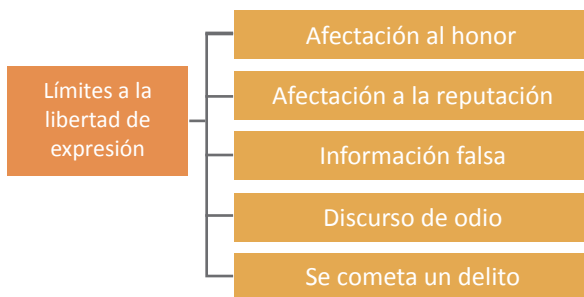 Límites a la
libertad de
expresión
Afectación al honor
Afectación a la reputación
Información falsa
Discurso de odio
Se cometa un delito